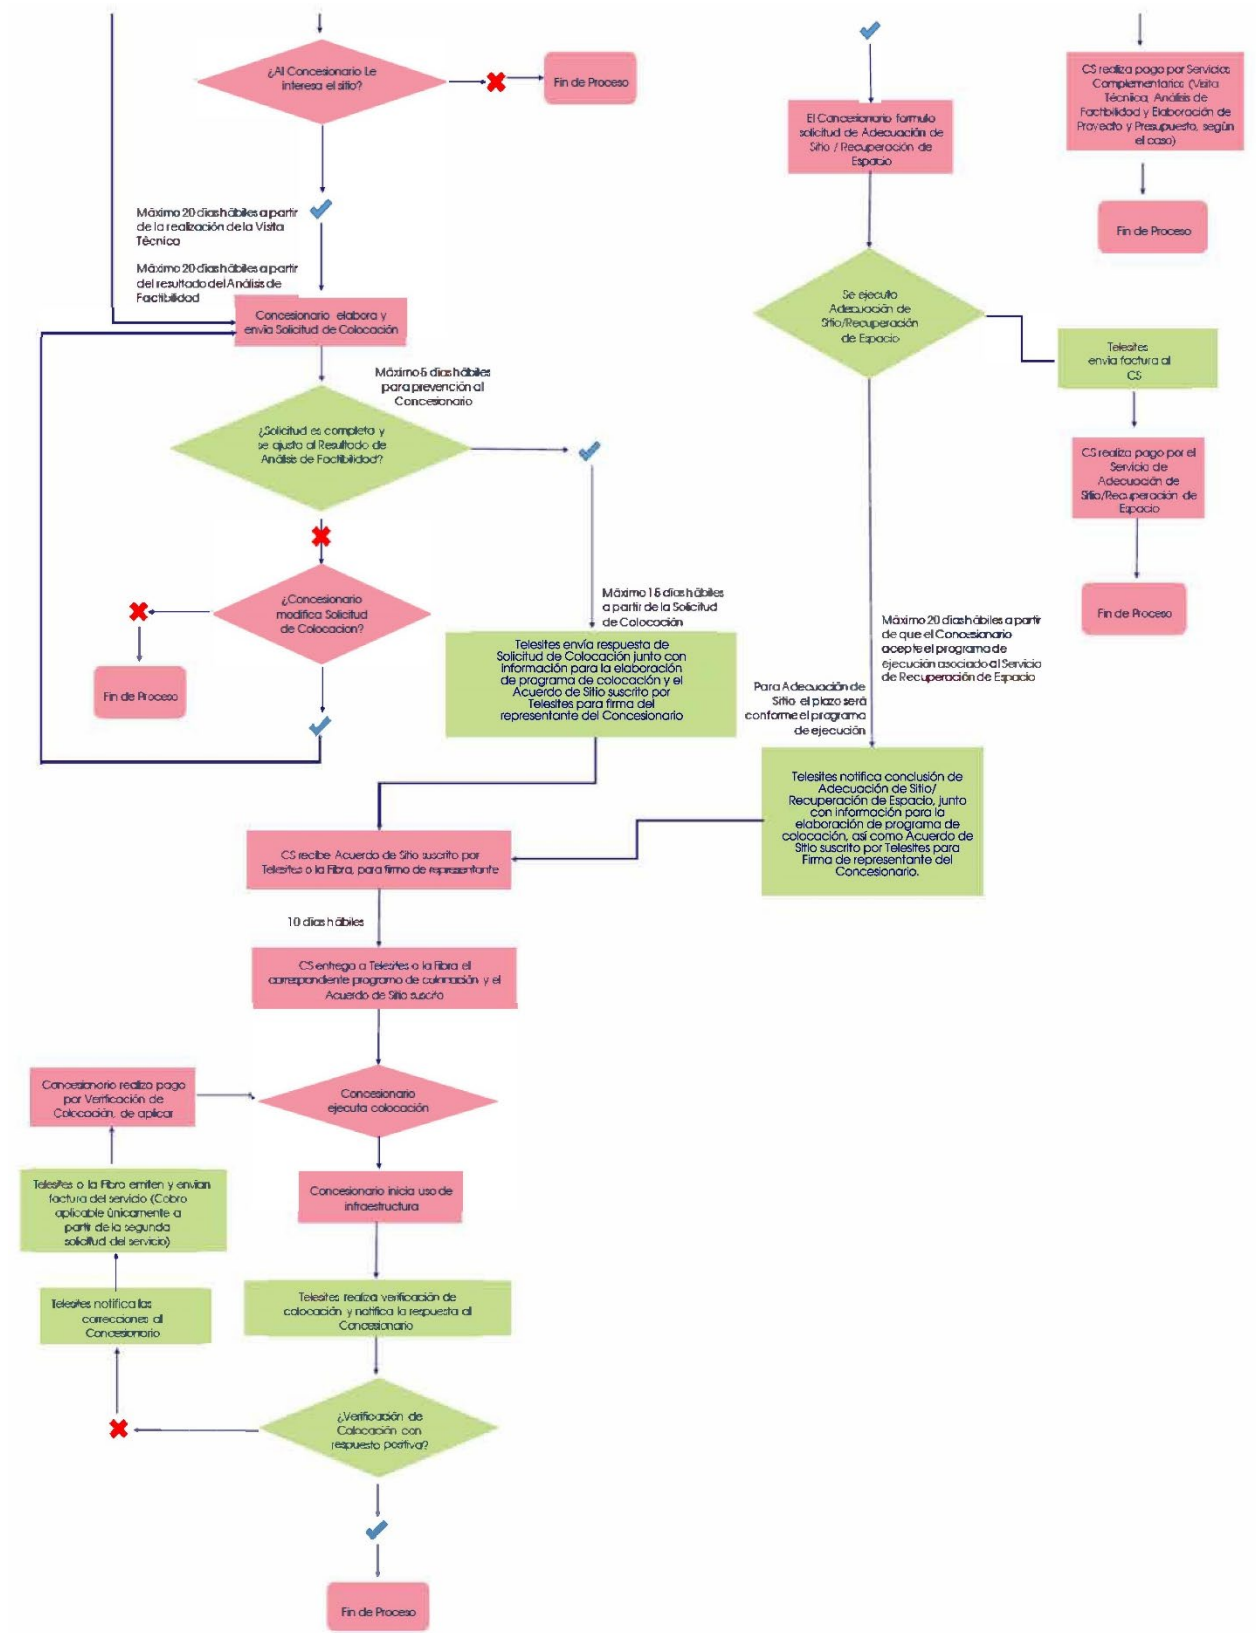 ¿Al Concesionario Le
interesa el sitio?
Fin de Proceso
CS realiza pago por Servicios
Complementarios (Visita
Técnica, Análisis de
Factibilidad y Elaboración de
Proyecto y Presupuesto, según
el caso)
Fin de Proceso
El Concesionario formulo
solicitud de Adecuación de
Sitio / Recuperación de
Espacio
Máximo 20 días hábiles a partir
de la realización de la Visita
Técnica
Máximo 20 días hábiles a partir
del resultado del Análisis de
Factibilidad
Concesionario elabora y
envía Solicitud de Colocación
Se ejecuto
Adecuación de
Sitio/Recuperación
de Espacio
Telesites
envia factura al
CS
Máximo 5 días hábiles
para prevención al
Concesionario
¿Solicitud es completa y
se ajusta al Resultado de
Análisis de Factibilidad?
CS realiza pago por el
Servicia de
Adecuación de
Sitio/Recuperación de
Espacio
Fin de Proceso
¿Concesionario
modifica Solicitud
de Colocacion?
Fin de Proceso
Máximo 15 días hábiles
a partir de la Solicitud
de Colocación
Telesites envía respuesta de
Solicitud de Colocación junto con
Información para la elaboración
de programa de colocación y el
Acuerdo de Sitio suscrito por
Telesites para firma del
representante del Concesionario
Máximo 20 días hábiles a partir
de que el Concesionario
acepte el programa de
ejecución asociado al Servicio
de Recuperación de Espacio
Para Adecuación de
Sitio el plazo será
conforme el programa
de ejecución
Telesites notifica conclusión de
Adecuación de Sitio/
Recuperación de Espacio, junto
con información para la
elaboración de programa de
colocación, así como Acuerdo de
Sitio suscrito por Telesites para
Firma de representante del
Concesionario.
CS recibe Acuerdo de Sitio suscrito por
Telesites o la Fibra, para firmo de representante
10 días hábiles
CS entrego a Telesites o la Fibra el
correspondiente programa de colocación y el
Acuerdo de Sitio suscito
Concesionario
ejecuta colocación
Concesionario realiza pago
por Verificación de
Colocación, de aplicar
Telesites o la Fibro emiten y envían
factura del servicio (Cobro
aplicable únicamente a
partir de la segunda
solicitud del servicio)
Concesionario inicia uso de
infraestructura
Telesites notifica las
correcciones al
Concesionario
Telesites realiza verificación de
colocación y notifica la respuesta al
Concesionario
¿Verificación de
Colocación con
respuesto positiva?
Fin de Proceso